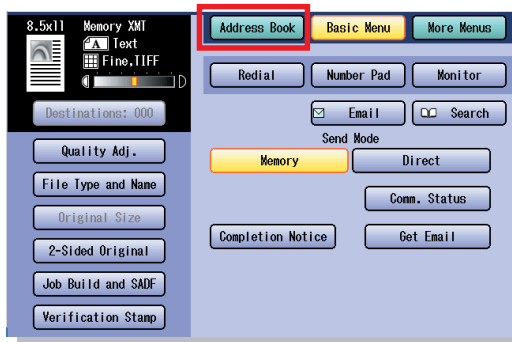 8.5x11 Memory XMT
A Text
Fine,TIFF
D
Destinations: 000
Quality Adj.
File Type and Name
Original Size
2-Sided Original
Job Build and SADF
Verification Stamp
Address Book Basic Menu More Menus
Redial Number Pad Monitor
Email Search
Send Mode
Memory Direct
Comm. Status
Completion Notice Get Email